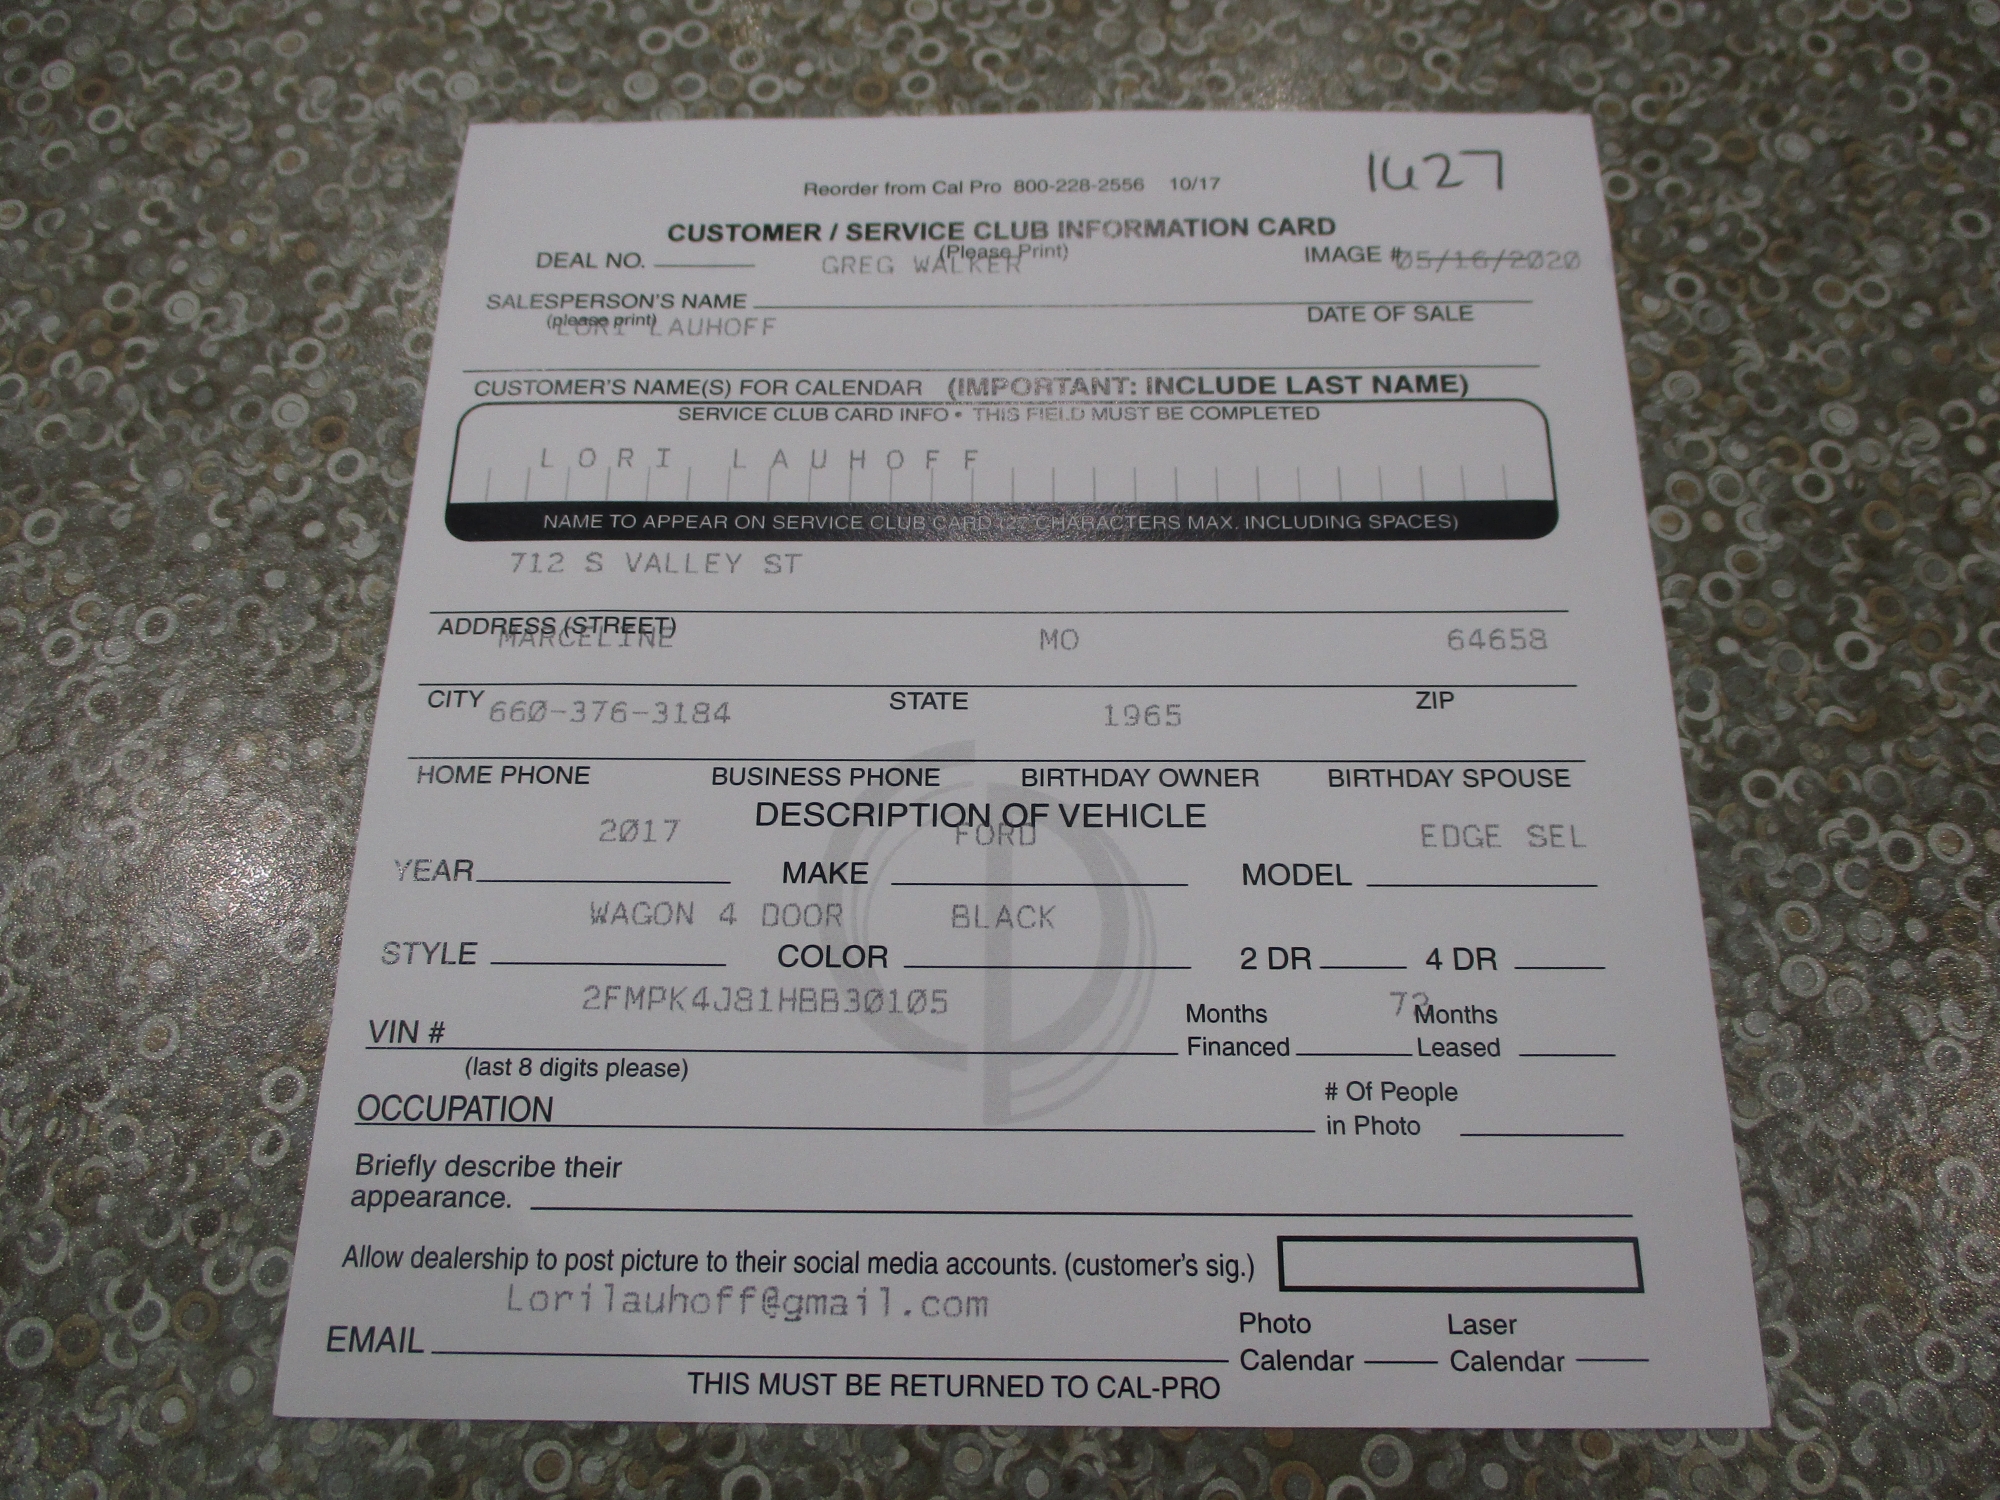 1627
Reorder from Cal Pro 800-228-2556 10/17
CUSTOMER / SERVICE CLUB INFORMATION CARD
(Please Print)
DEAL NO. GREG WALKER IMAGE # 05/16/2020
SALESPERSON'S NAME
(please print) DATE OF SALE
LORI LAUHOFF
CUSTOMER'S NAME(S) FOR CALENDAR (IMPORTANT: INCLUDE LAST NAME)
SERVICE CLUB CARD INFO • THIS FIELD MUST BE COMPLETED
LORI LAUHOFF
NAME TO APPEAR ON SERVICE CLUB CARD (27 CHARACTERS MAX. INCLUDING SPACES)
712 S VALLEY ST
ADDRESS (STREET)
MARCELINE MO 64658
CITY STATE ZIP
660-376-3184 1965
HOME PHONE BUSINESS PHONE BIRTHDAY OWNER BIRTHDAY SPOUSE
DESCRIPTION OF VEHICLE
2017 FORD EDGE SEL
YEAR MAKE MODEL
WAGON 4 DOOR BLACK
STYLE COLOR 2 DR 4 DR
2FMPK4J81HBB30105
VIN # Months Financed Months Leased
(last 8 digits please)
OCCUPATION # Of People in Photo
Briefly describe their
appearance.
Allow dealership to post picture to their social media accounts. (customer's sig.)
Lorilauhoff@gmail.com
EMAIL Photo Calendar Laser Calendar
THIS MUST BE RETURNED TO CAL-PRO